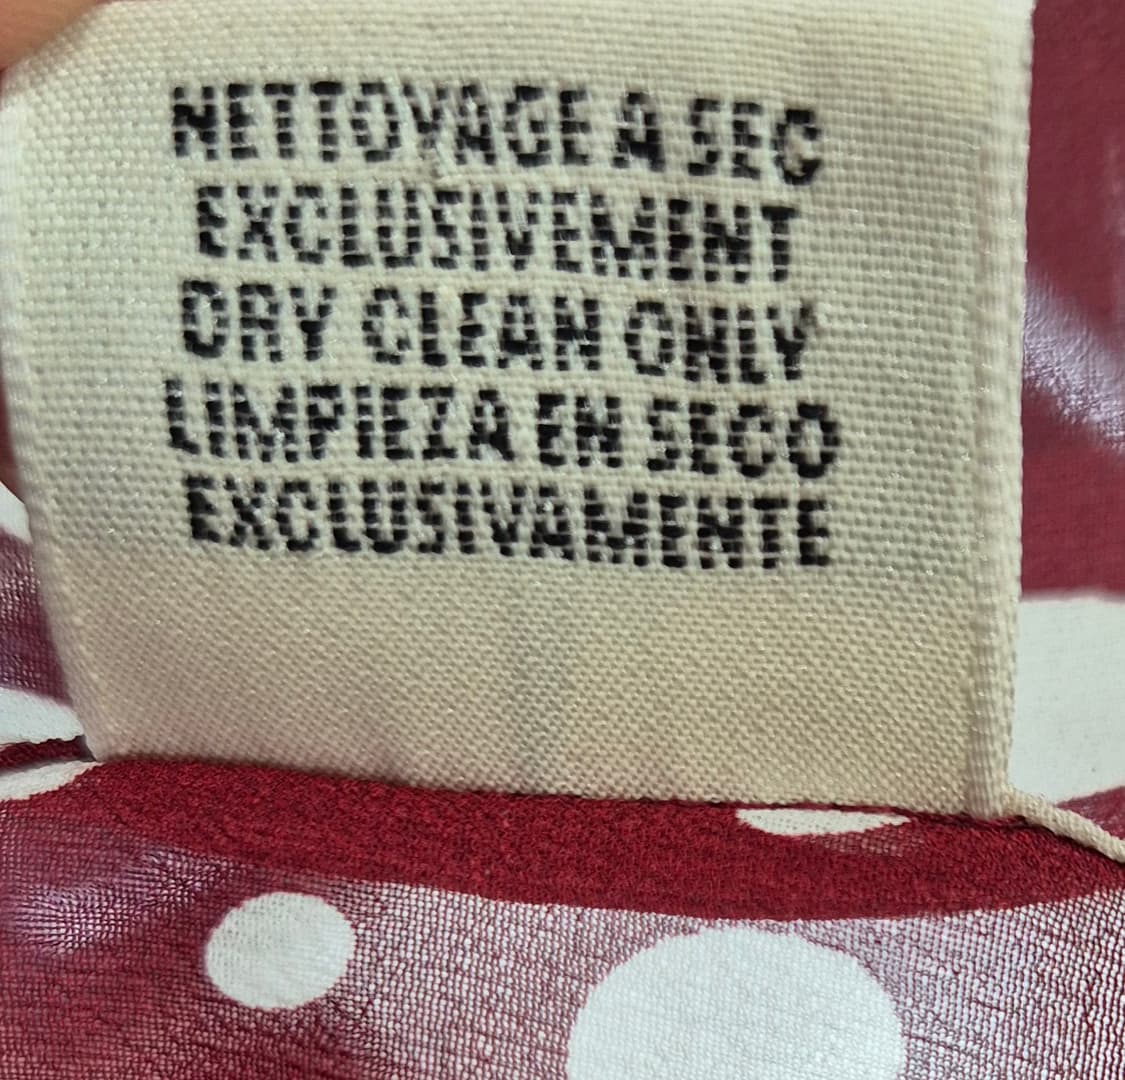 NETTOYAGE A SEC
EXCLUSIVEMENT
DRY CLEAN ONLY
LIMPIEZA EN SECO
EXCLUSIVAMENTE